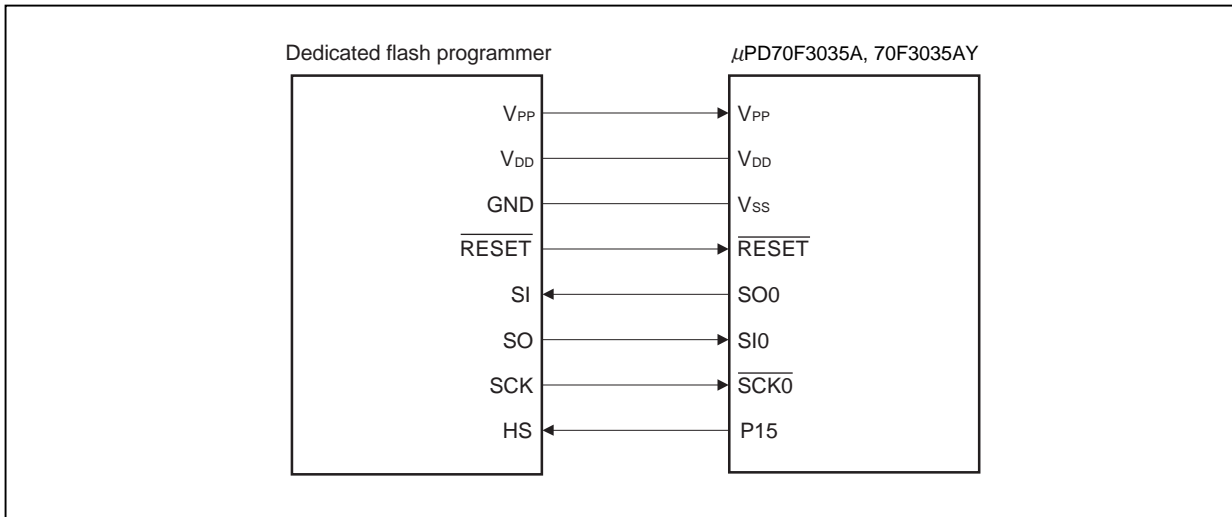 Dedicated flash programmer μPD70F3035A, 70F3035AY
VPP VPP
VDD VDD
GND VSS
RESET RESET
SI SO0
SO SI0
SCK SCK0
HS P15